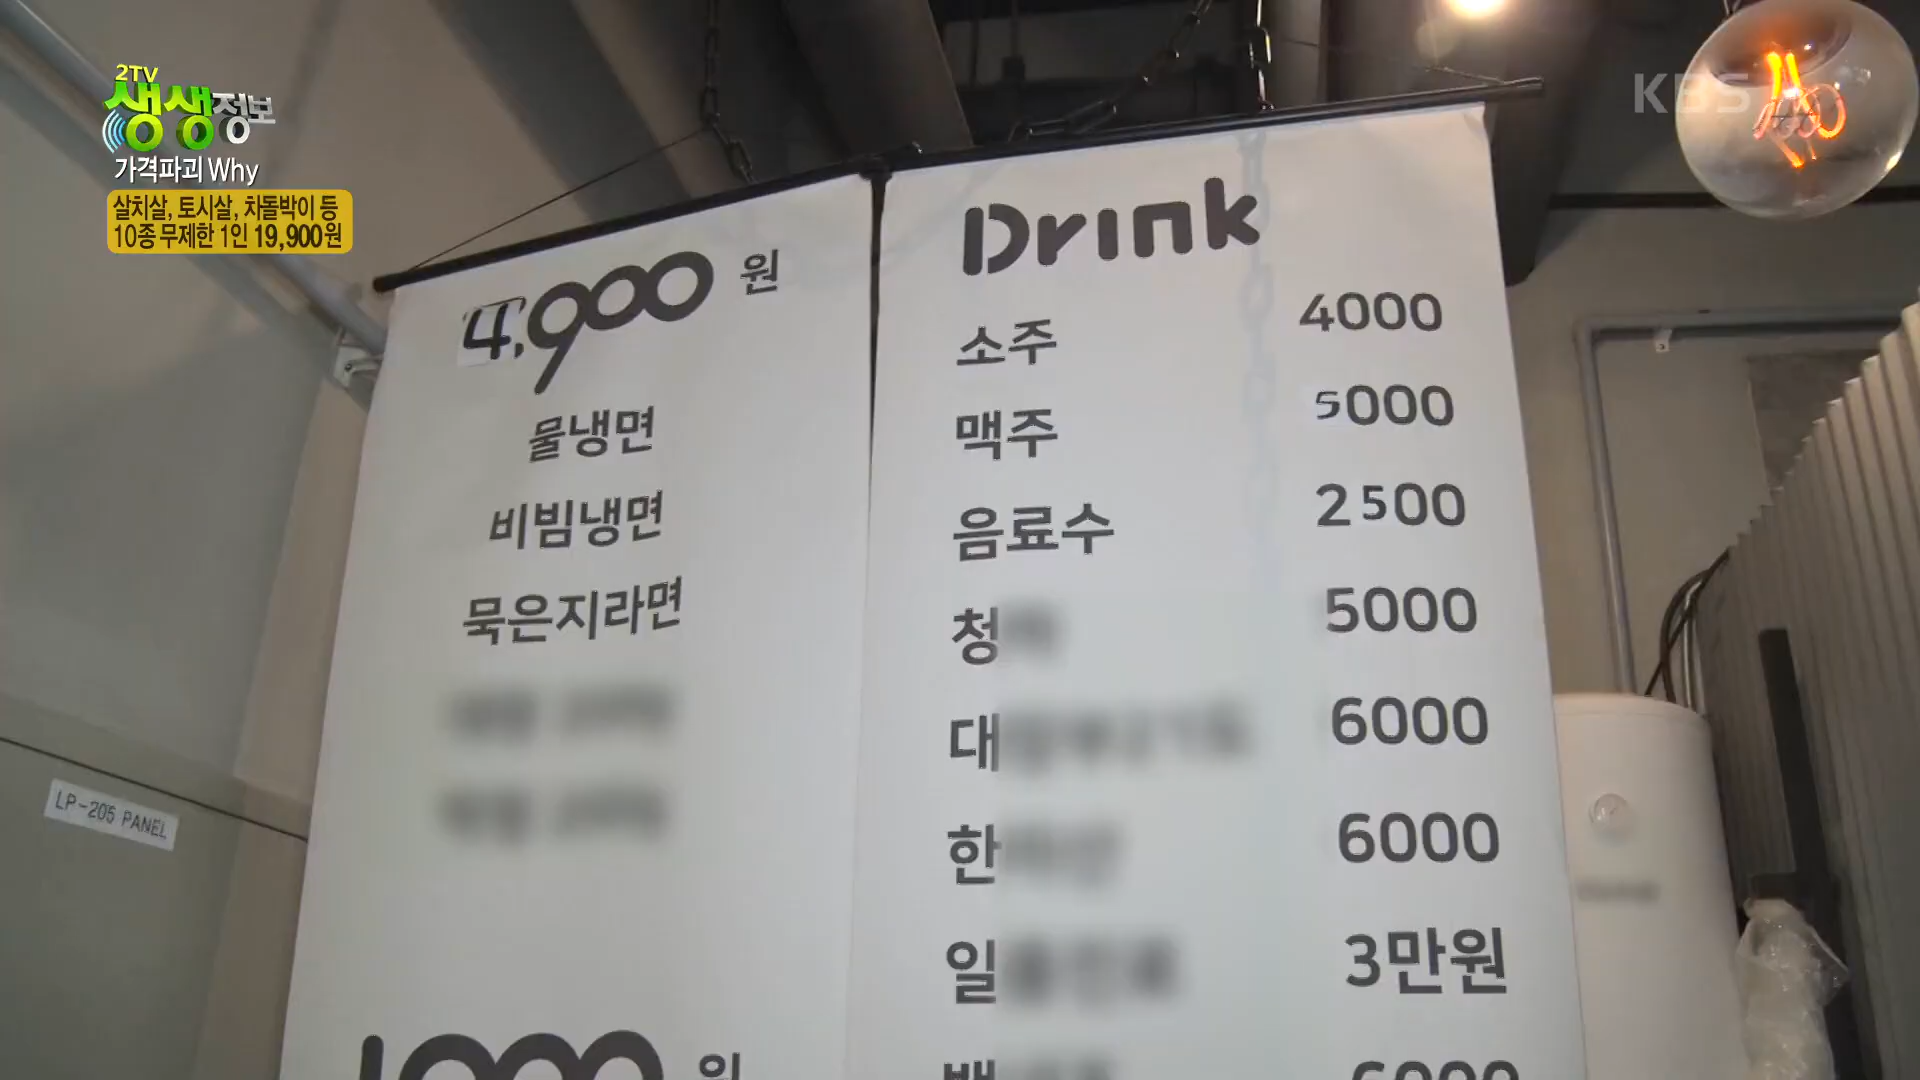 2TV
생생정보
가격파괴 Why
살치살, 토시살, 차돌박이 등
10종 무제한 1인 19,900원
KBS
4,900 원
물냉면
비빔냉면
묵은지라면
Drink
소주 4000
맥주 5000
음료수 2500
청 5000
대 6000
한 6000
일 3만원
LP-205 PANEL